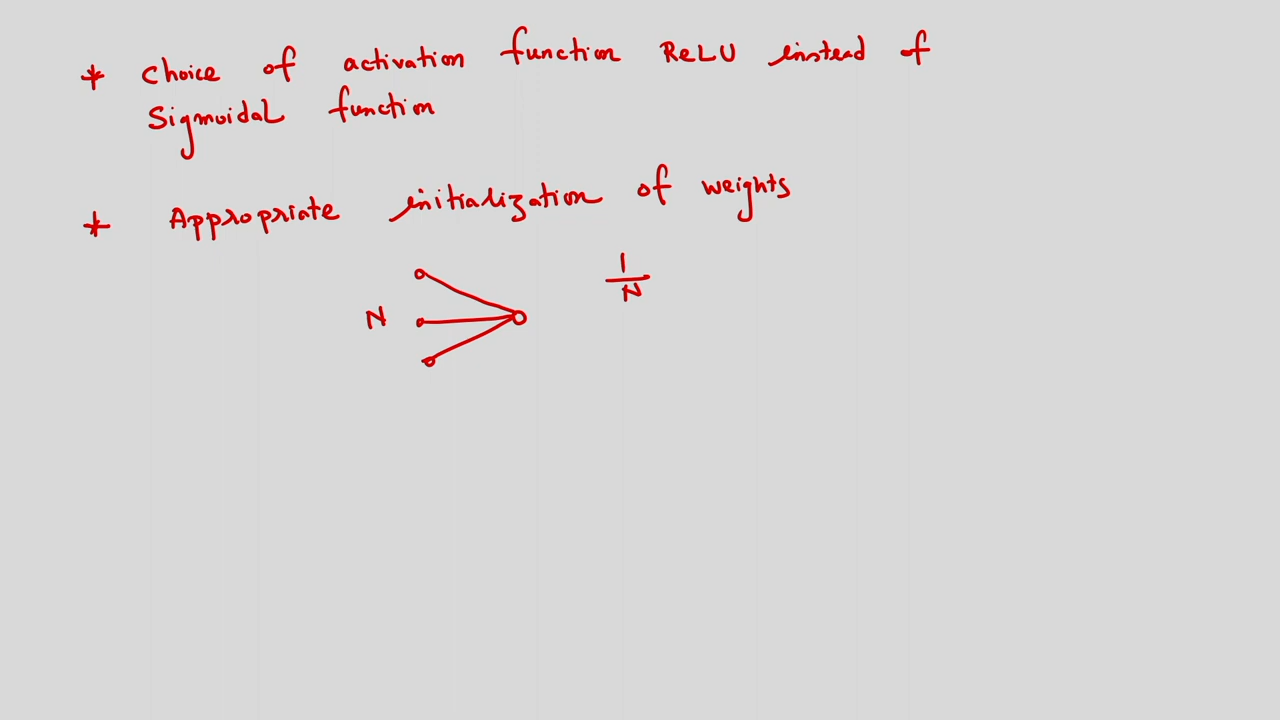 * Choice of activation function ReLU instead of
Sigmoidal function
* Appropriate initialization of weights
N
1/N